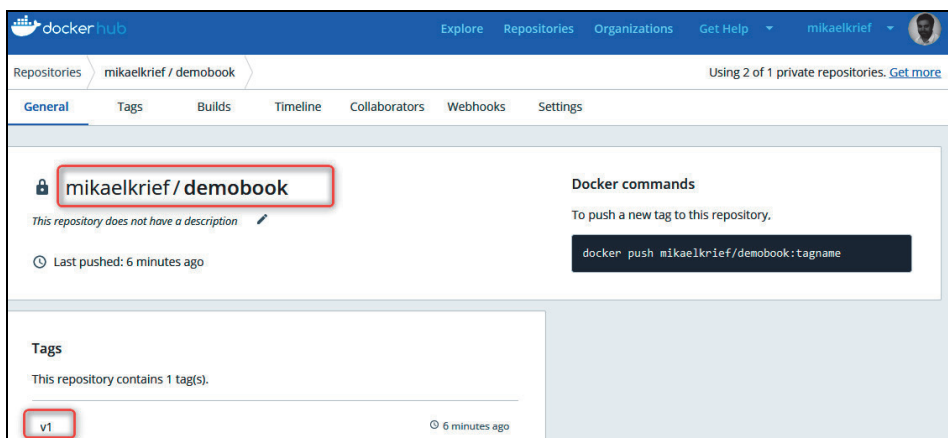 dockerhub Explore Repositories Organizations Get Help mikaelkrief
Repositories mikaelkrief / demobook Using 2 of 1 private repositories. Get more
General Tags Builds Timeline Collaborators Webhooks Settings
mikaelkrief / demobook
This repository does not have a description
Last pushed: 6 minutes ago
Docker commands
To push a new tag to this repository,
docker push mikaelkrief/demobook:tagname
Tags
This repository contains 1 tag(s).
v1 6 minutes ago